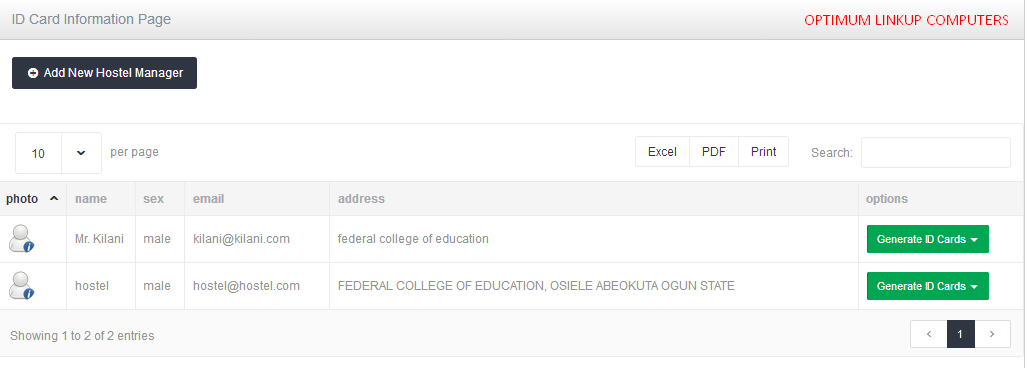 ID Card Information Page OPTIMUM LINKUP COMPUTERS
Add New Hostel Manager
10 per page Excel PDF Print Search:
photo name sex email address options
Mr. Kilani male kilani@kilani.com federal college of education Generate ID Cards
hostel male hostel@hostel.com FEDERAL COLLEGE OF EDUCATION, OSIELE ABEOKUTA OGUN STATE Generate ID Cards
Showing 1 to 2 of 2 entries ‹ 1 ›